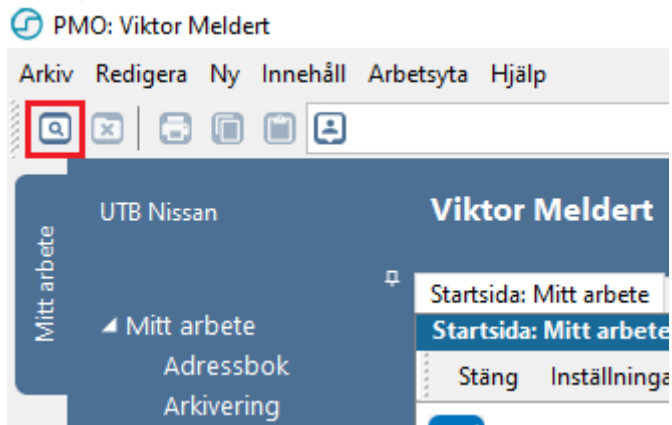 PMO: Viktor Meldert
Arkiv Redigera Ny Innehåll Arbetsyta Hjälp
Mitt arbete
UTB Nissan
Viktor Meldert
Startsida: Mitt arbete
Mitt arbete
Startsida: Mitt arbete
Adressbok
Stäng
Arkivering